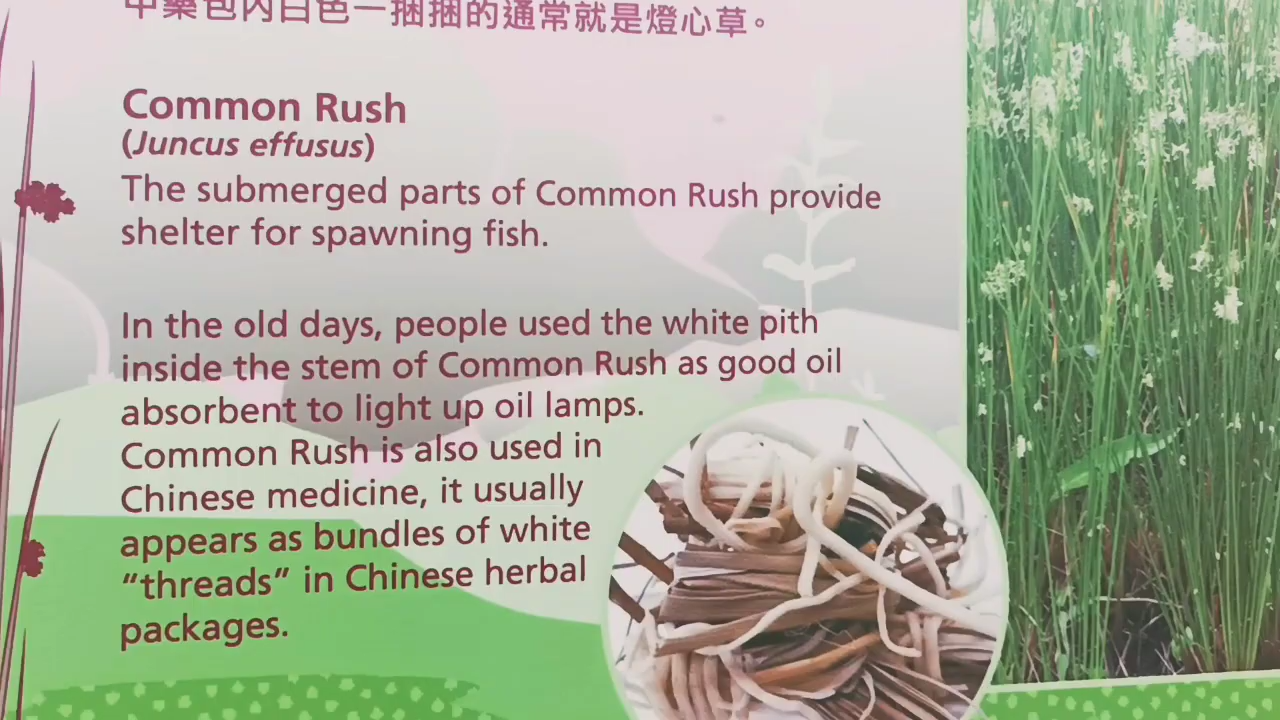 中藥包內白色一捆捆的通常就是燈心草。
Common Rush
(Juncus effusus)
The submerged parts of Common Rush provide
shelter for spawning fish.
In the old days, people used the white pith
inside the stem of Common Rush as good oil
absorbent to light up oil lamps.
Common Rush is also used in
Chinese medicine, it usually
appears as bundles of white
“threads” in Chinese herbal
packages.